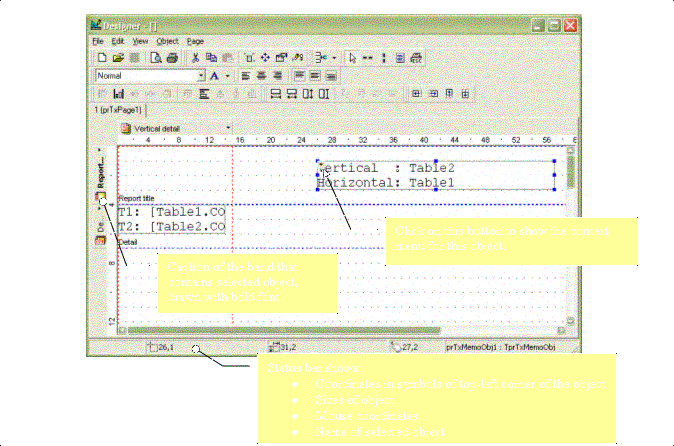 Designer - []
File Edit View Object Page
Normal
1 (prTxPage1)
Vertical detail
4 8 12 16 20 24 28 32 36 40 44 48 52 56
Report...
De
4
8
12
Vertical : Table2
Horizontal: Table1
Report title
T1: [Table1.CO
T2: [Table2.CO
Detail
Click on this button to show the context
menu for this object
Caption of the band that
contains selected object,
shown with bold font
26,1 31,2 27,2 prTxMemoObj1 : TprTxMemoObj
Status bar shows:
Coordinates in symbols of top-left corner of the object
Sizes of object
Mouse coordinates
Name of selected object